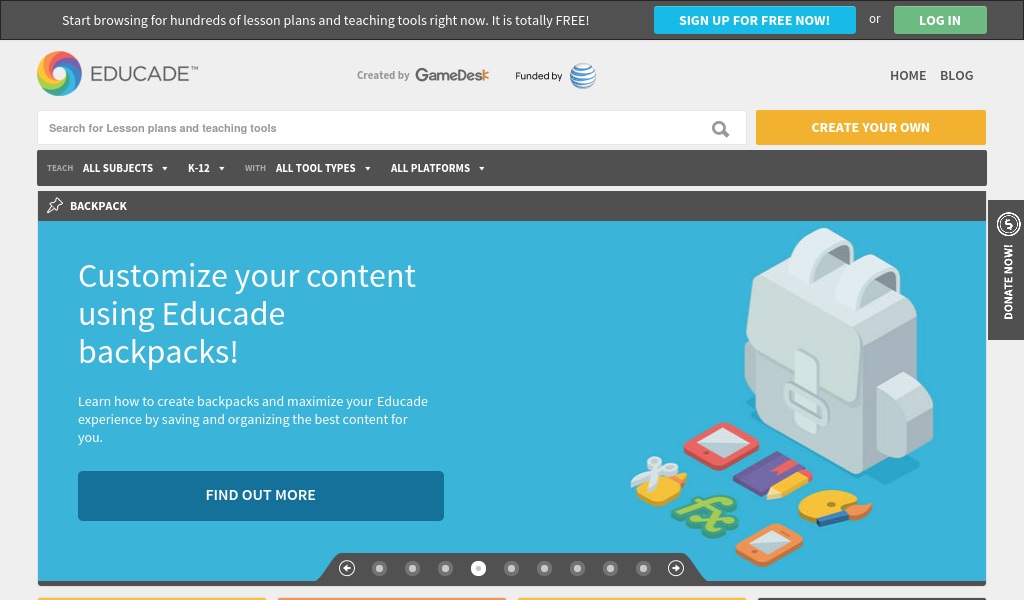 Start browsing for hundreds of lesson plans and teaching tools right now. It is totally FREE!
SIGN UP FOR FREE NOW!
or
LOG IN
EDUCADE™
Created by GameDesk
Funded by
HOME
BLOG
Search for Lesson plans and teaching tools
CREATE YOUR OWN
TEACH ALL SUBJECTS K-12 WITH ALL TOOL TYPES ALL PLATFORMS
BACKPACK
DONATE NOW!
Customize your content
using Educade
backpacks!
Learn how to create backpacks and maximize your Educade
experience by saving and organizing the best content for
you.
FIND OUT MORE